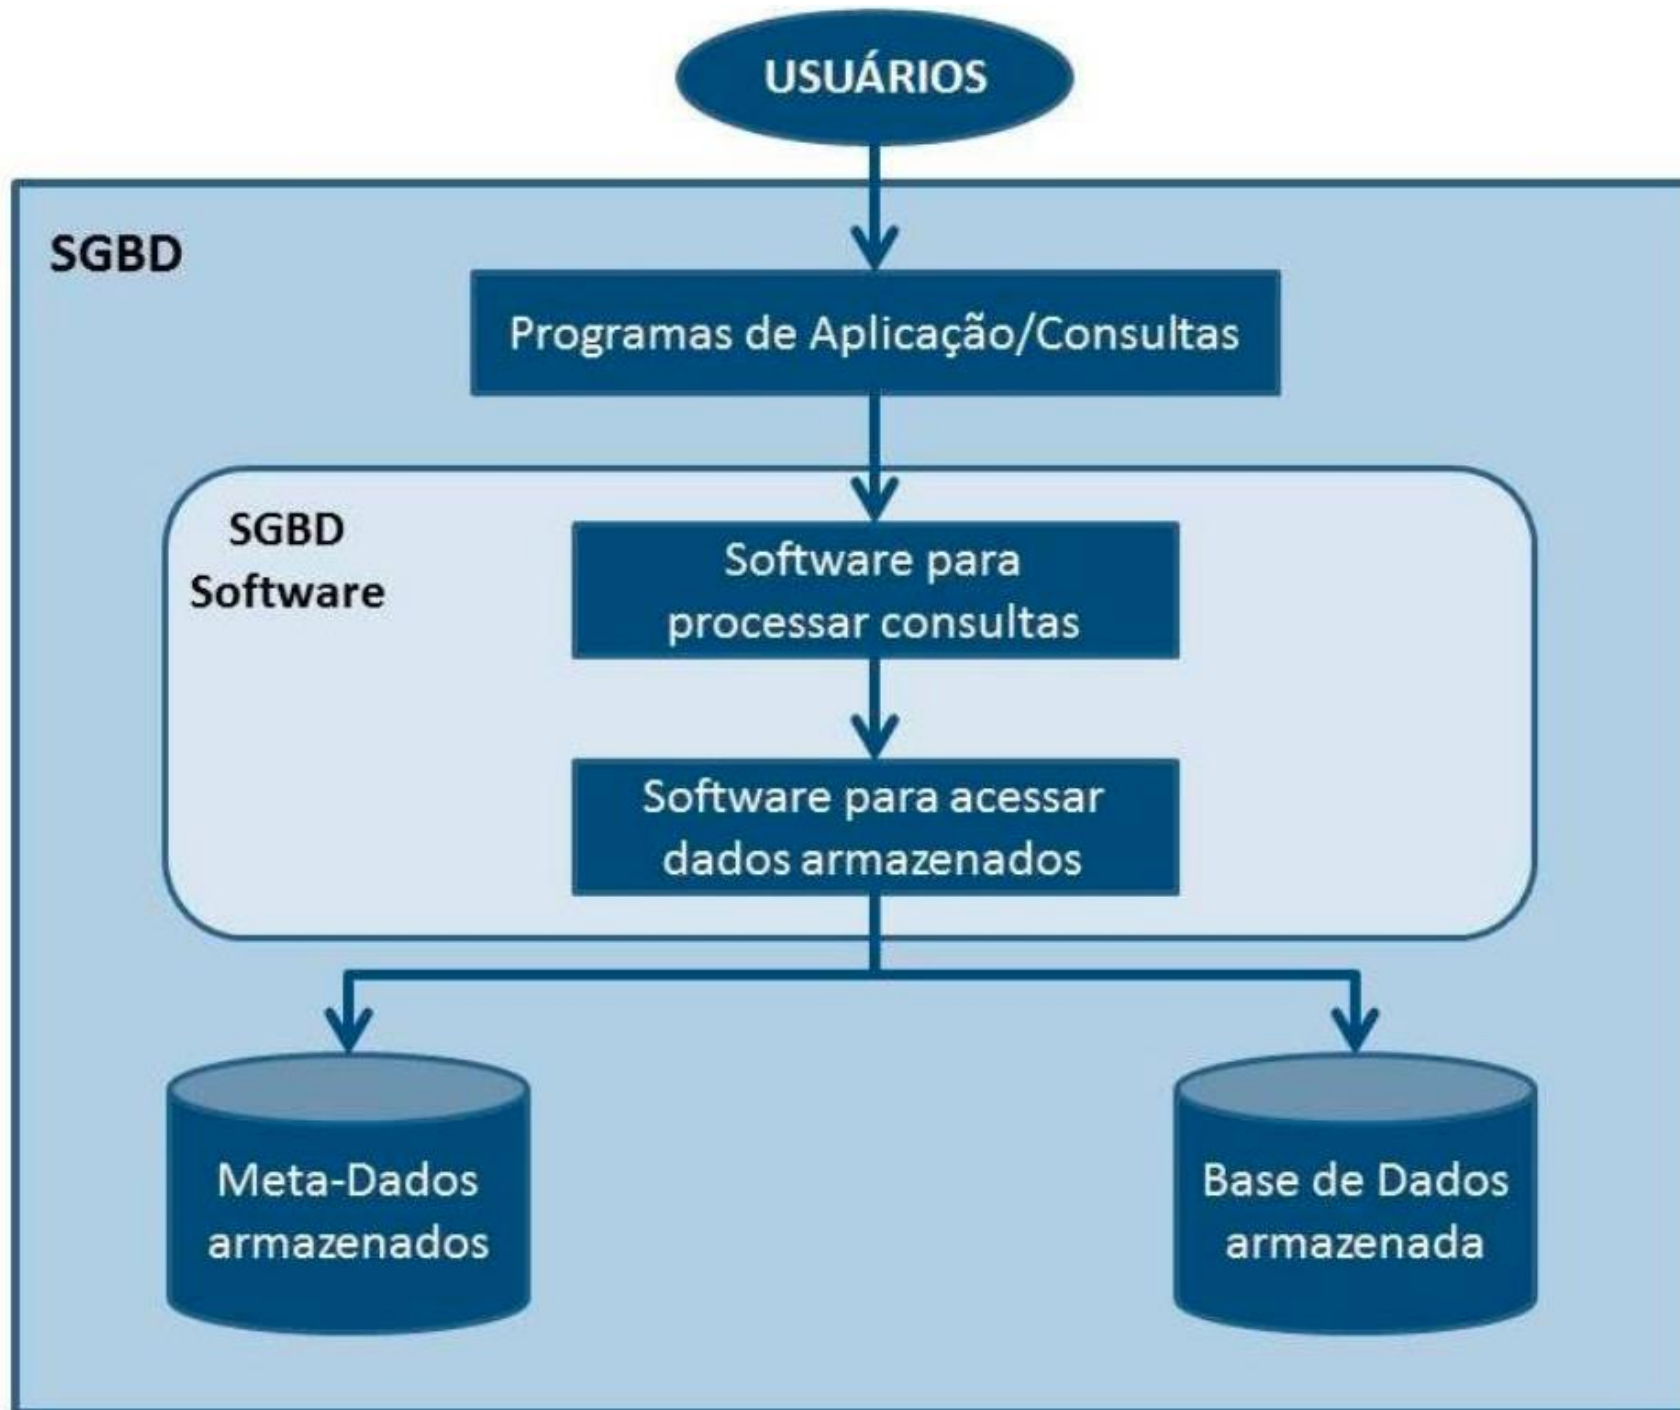 USUÁRIOS
SGBD
Programas de Aplicação/Consultas
SGBD
Software
Software para
processar consultas
Software para acessar
dados armazenados
Meta-Dados
armazenados
Base de Dados
armazenada